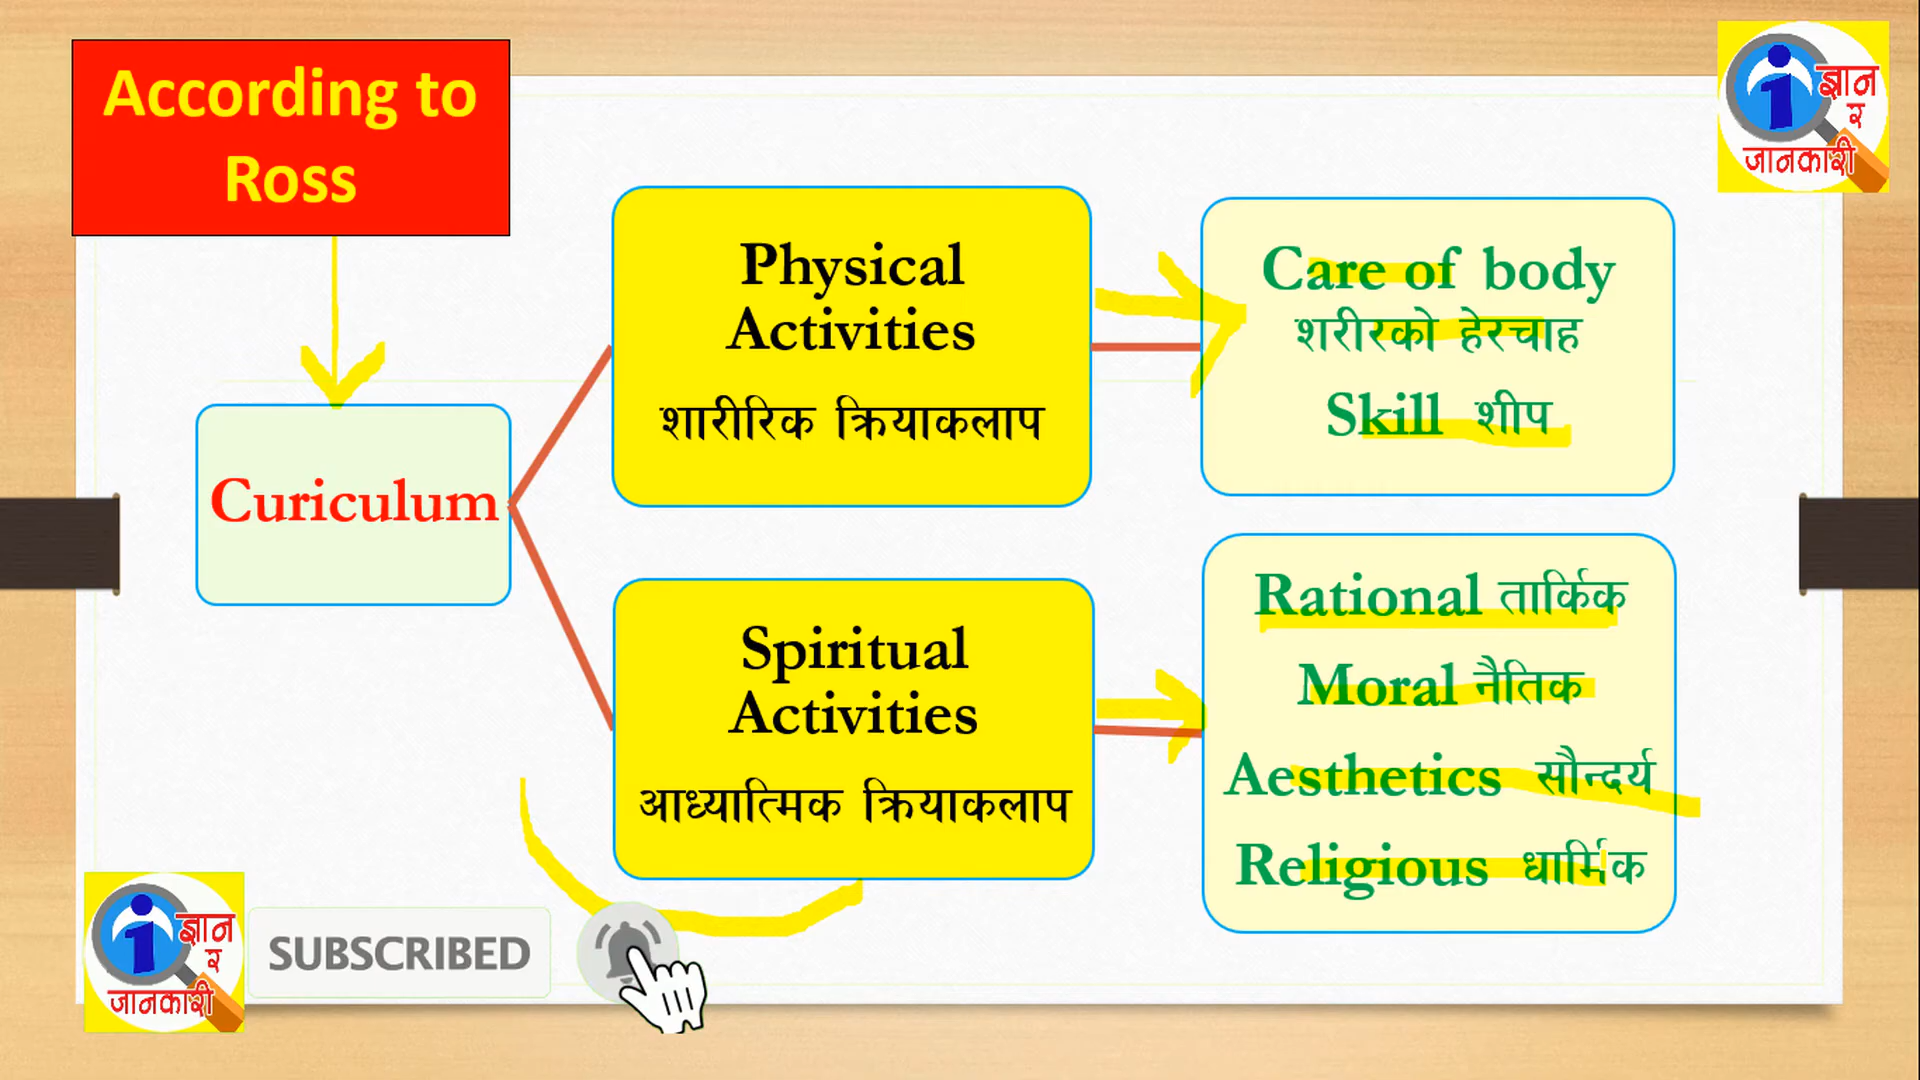 According to
Ross
ज्ञान
र
जानकारी
Curiculum
Physical
Activities
शारीरिक क्रियाकलाप
Care of body
शरीरको हेरचाह
Skill शीप
Spiritual
Activities
आध्यात्मिक क्रियाकलाप
Rational तार्किक
Moral नैतिक
Aesthetics सौन्दर्य
Religious धार्मिक
ज्ञान
र
जानकारी
SUBSCRIBED